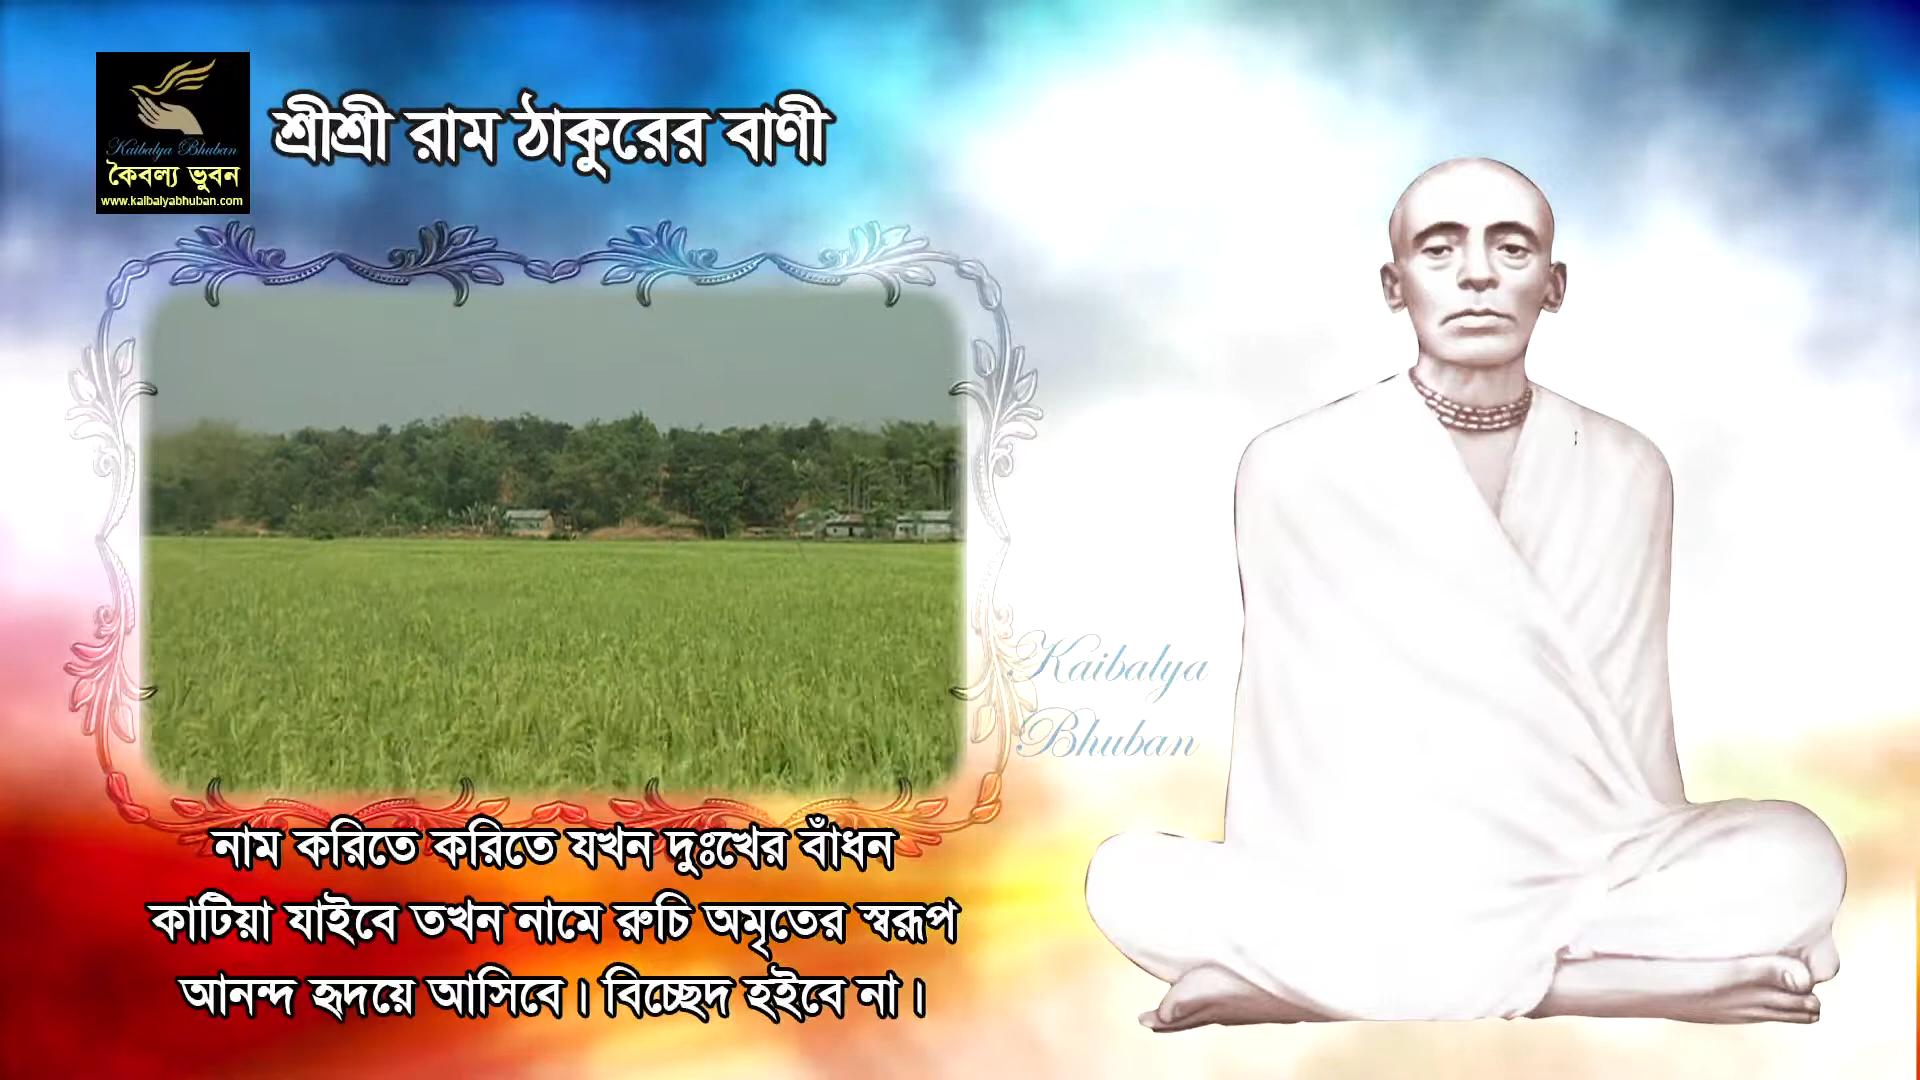 শ্রীশ্রী রাম ঠাকুরের বাণী
Kaibalya Bhuban
কৈবল্য ভুবন
www.kaibalyabhuban.com
Kaibalya
Bhuban
নাম করিতে করিতে যখন দুঃখের বাঁধন
কাটিয়া যাইবে তখন নামে রুচি অমৃতের স্বরূপ
আনন্দ হৃদয়ে আসিবে। বিচ্ছেদ হইবে না।